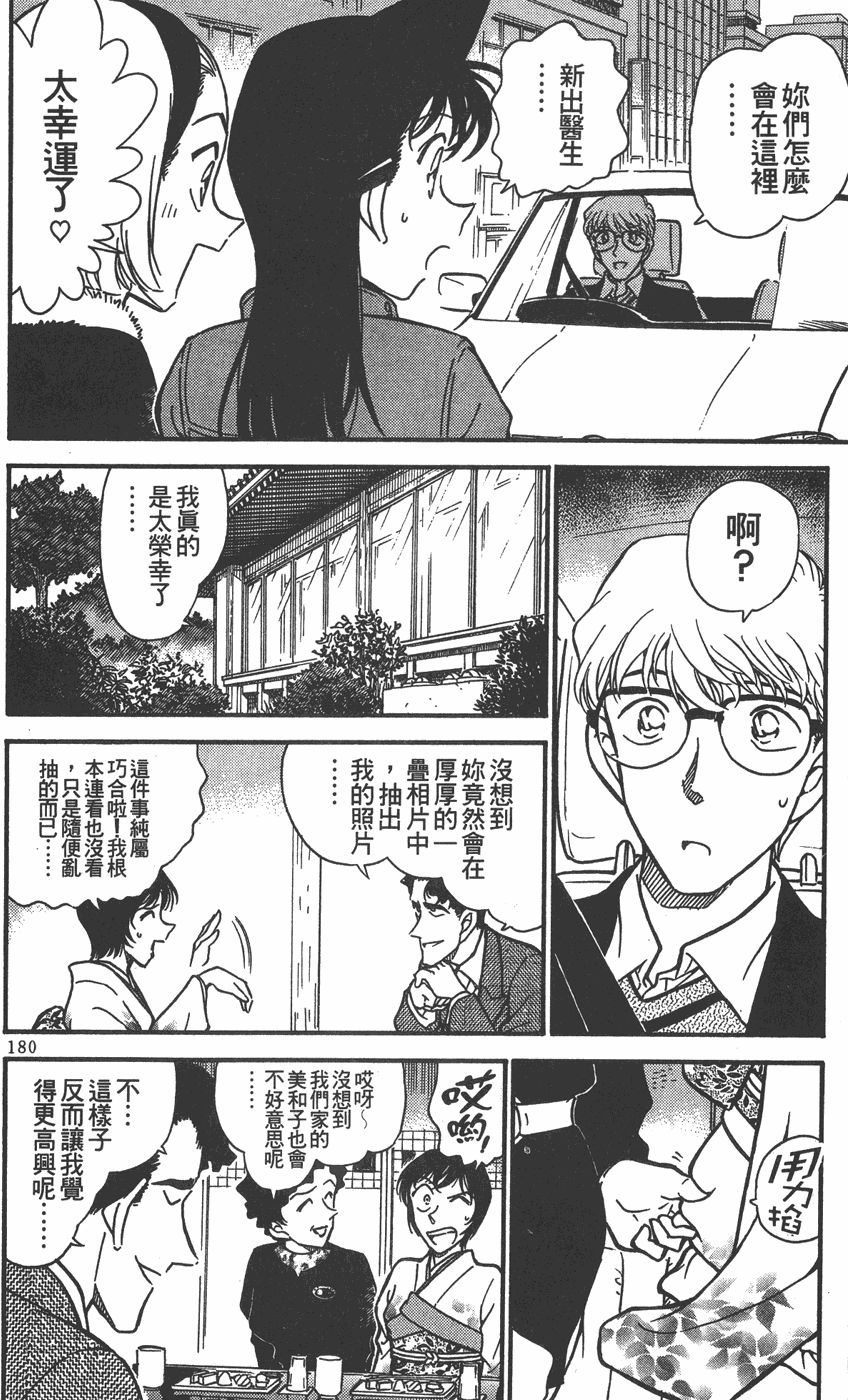 妳們怎麼
會在這裡
……
新出醫生
……
太幸運了♡
啊？
我真的
是太榮幸了
……
沒想到
妳竟然會在
厚厚的一
疊相片中
，抽出
我的照片
……
這件事純屬
巧合啦！我根
本連看也沒看
，只是隨便亂
抽的而已……
180
用力掐
哎喲！
哎呀～
沒想到
我們家的
美和子也會
不好意思呢
……
不…
這樣子
反而讓我覺
得更高興呢……